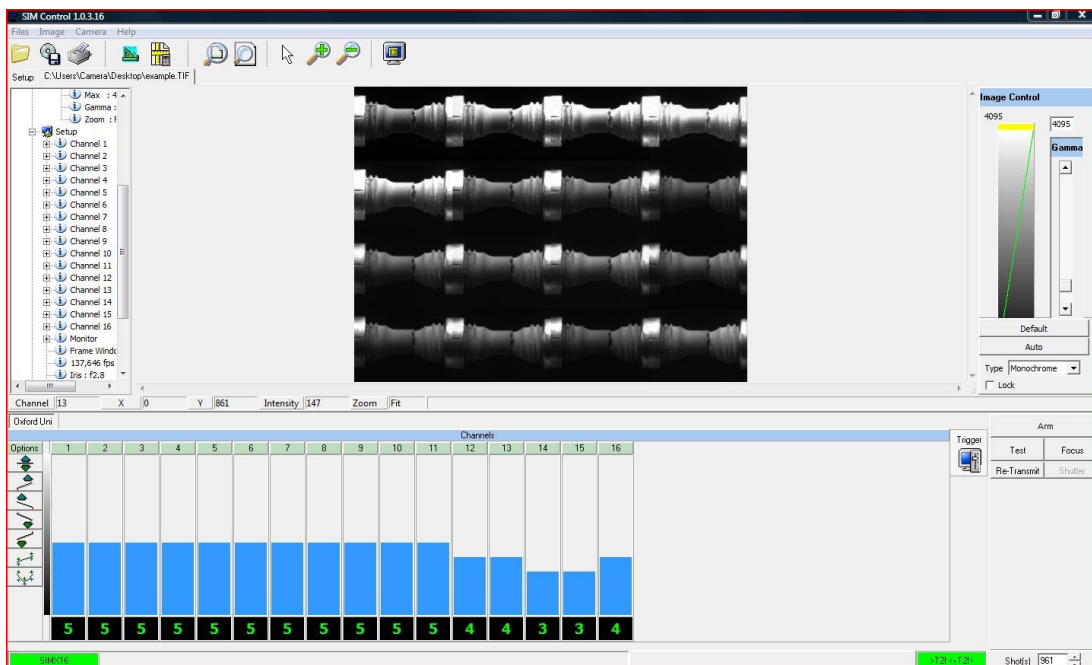 SIM Control 1.0.3.16
Files Image Camera Help
Setup C:\Users\Camera\Desktop\example.TIF
Max : 4
Gamma :
Zoom : F
Setup
Channel 1
Channel 2
Channel 3
Channel 4
Channel 5
Channel 6
Channel 7
Channel 8
Channel 9
Channel 10
Channel 11
Channel 12
Channel 13
Channel 14
Channel 15
Channel 16
Monitor
Frame Windc
137,646 fps
Iris : f2.8
Image Control
4095
4095
Gamma
Default
Auto
Type Monochrome
Lock
Channel 13 X 0 Y 861 Intensity 147 Zoom Fit
Oxford Uni
Channels
Options 1 2 3 4 5 6 7 8 9 10 11 12 13 14 15 16
5 5 5 5 5 5 5 5 5 5 5 4 4 3 3 4
Trigger
Arm
Test Focus
Re-Transmit Shutter
SIMX16 >T2!<>T2!> Shot(s) 961